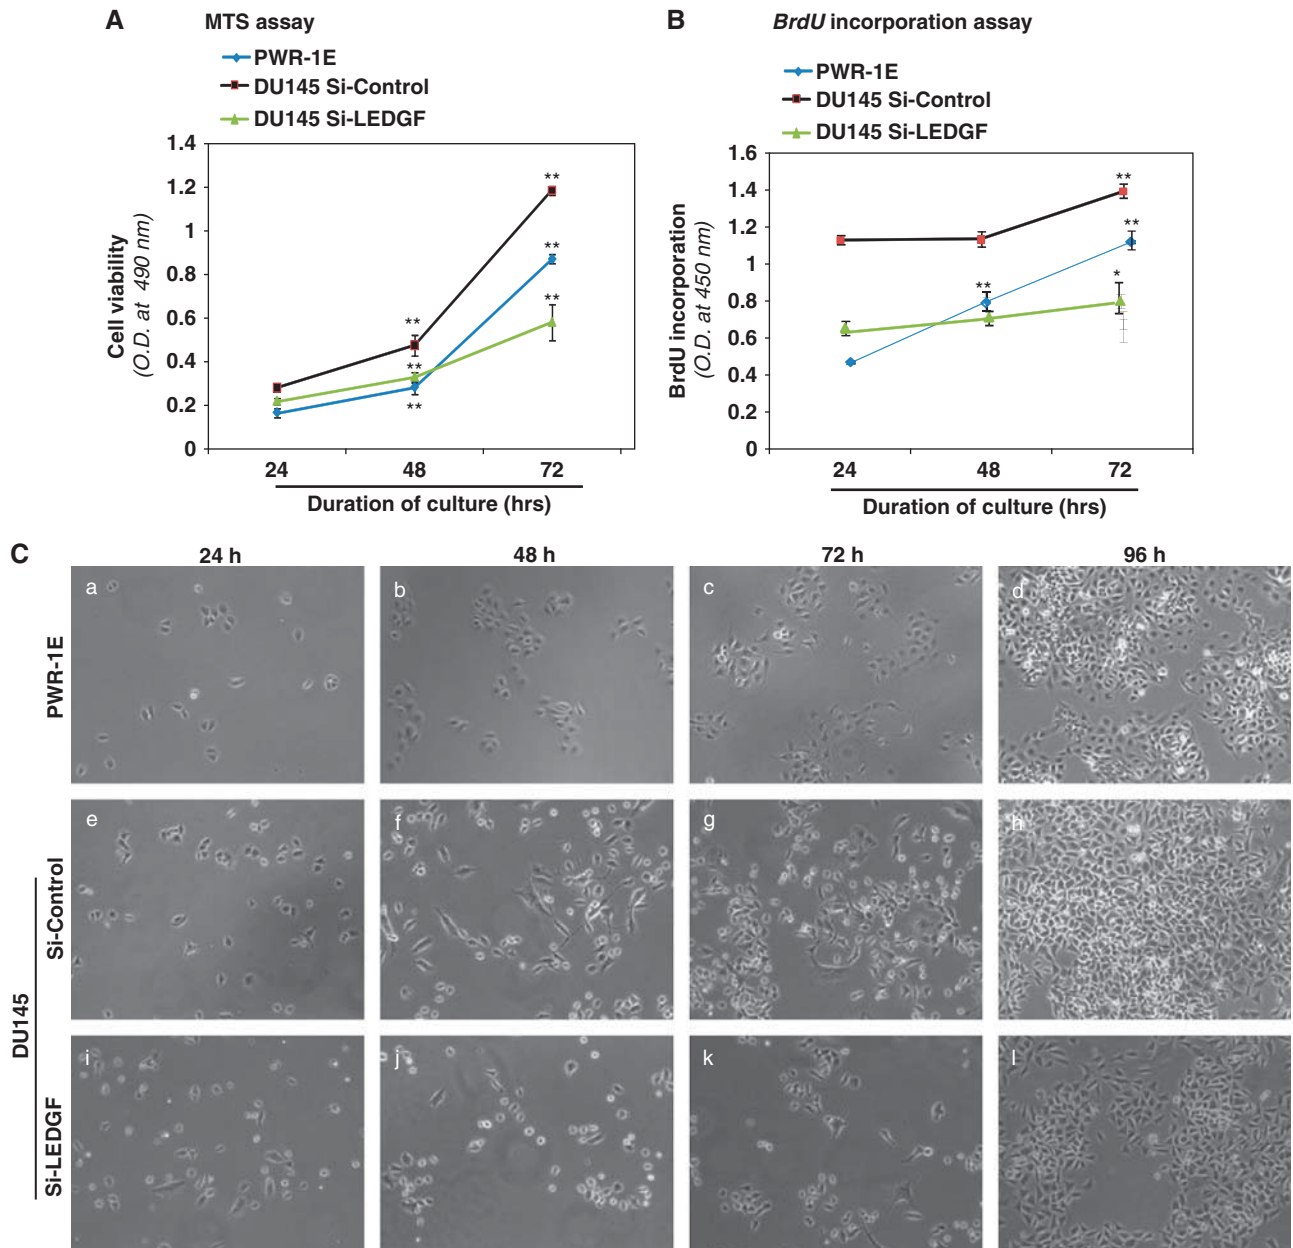 A MTS assay
PWR-1E
DU145 Si-Control
DU145 Si-LEDGF
1.4
1.2
1
0.8
0.6
0.4
0.2
0
Cell viability
(O.D. at 490 nm)
**
**
**
**
**
**
24 48 72
Duration of culture (hrs)
B BrdU incorporation assay
PWR-1E
DU145 Si-Control
DU145 Si-LEDGF
1.6
1.4
1.2
1
0.8
0.6
0.4
0.2
0
BrdU incorporation
(O.D. at 450 nm)
**
**
**
*
24 48 72
Duration of culture (hrs)
C 24 h 48 h 72 h 96 h
PWR-1E
a b c d
DU145
Si-Control
e f g h
Si-LEDGF
i j k l